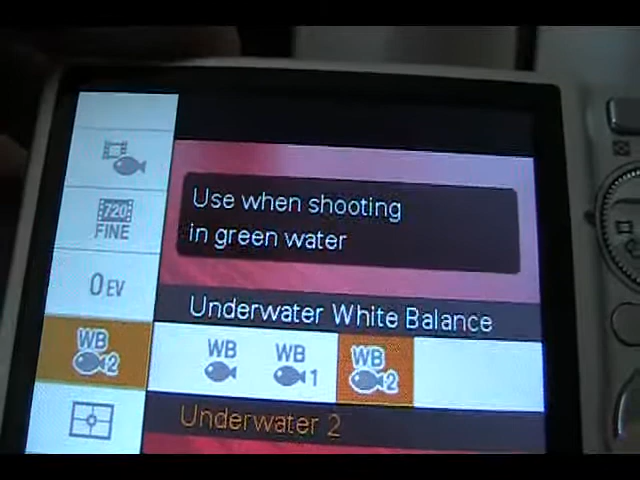 Use when shooting
in green water
720
FINE
0EV
Underwater White Balance
WB
2
WB
WB
1
WB
2
Underwater 2